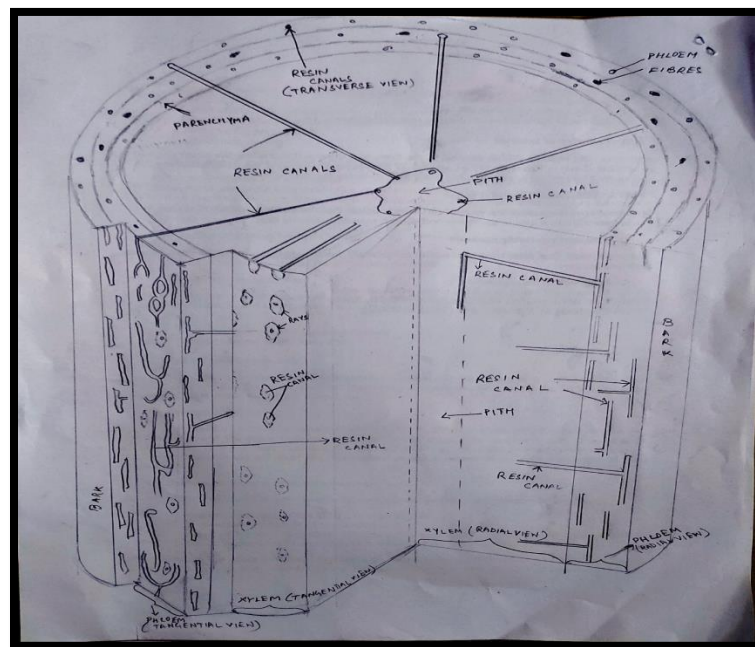 RESIN
CANALS
(TRANSVERSE VIEW)
PHLOEM
FIBRES
PARENCHYMA
RESIN CANALS
PITH
RESIN CANAL
RESIN CANAL
RAYS
RESIN
CANAL
BARK
RESIN
CANAL
PITH
RESIN
CANAL
RESIN
CANAL
BARK
XYLEM (RADIAL VIEW)
PHLOEM
(RADIAL VIEW)
XYLEM (TANGENTIAL VIEW)
PHLOEM
(TANGENTIAL VIEW)